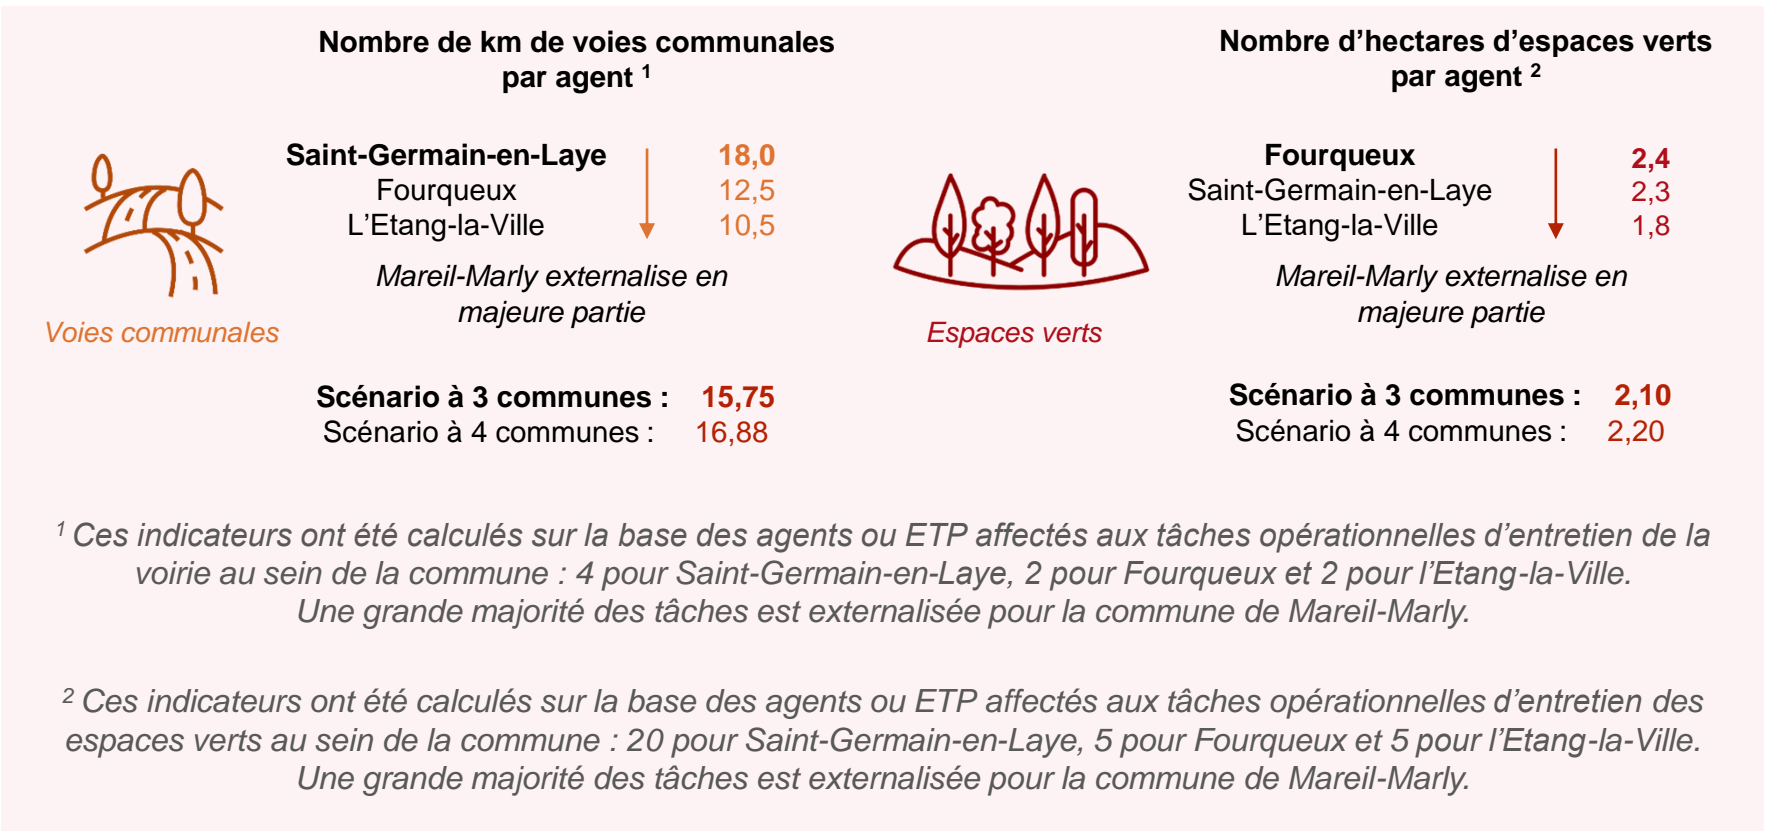 Nombre de km de voies communales
par agent 1
Saint-Germain-en-Laye 18,0
Fourqueux 12,5
L'Etang-la-Ville 10,5
Mareil-Marly externalise en
majeure partie
Voies communales
Scénario à 3 communes : 15,75
Scénario à 4 communes : 16,88
Nombre d’hectares d’espaces verts
par agent 2
Fourqueux 2,4
Saint-Germain-en-Laye 2,3
L'Etang-la-Ville 1,8
Mareil-Marly externalise en
majeure partie
Espaces verts
Scénario à 3 communes : 2,10
Scénario à 4 communes : 2,20
1 Ces indicateurs ont été calculés sur la base des agents ou ETP affectés aux tâches opérationnelles d’entretien de la
voirie au sein de la commune : 4 pour Saint-Germain-en-Laye, 2 pour Fourqueux et 2 pour l’Etang-la-Ville.
Une grande majorité des tâches est externalisée pour la commune de Mareil-Marly.
2 Ces indicateurs ont été calculés sur la base des agents ou ETP affectés aux tâches opérationnelles d’entretien des
espaces verts au sein de la commune : 20 pour Saint-Germain-en-Laye, 5 pour Fourqueux et 5 pour l’Etang-la-Ville.
Une grande majorité des tâches est externalisée pour la commune de Mareil-Marly.